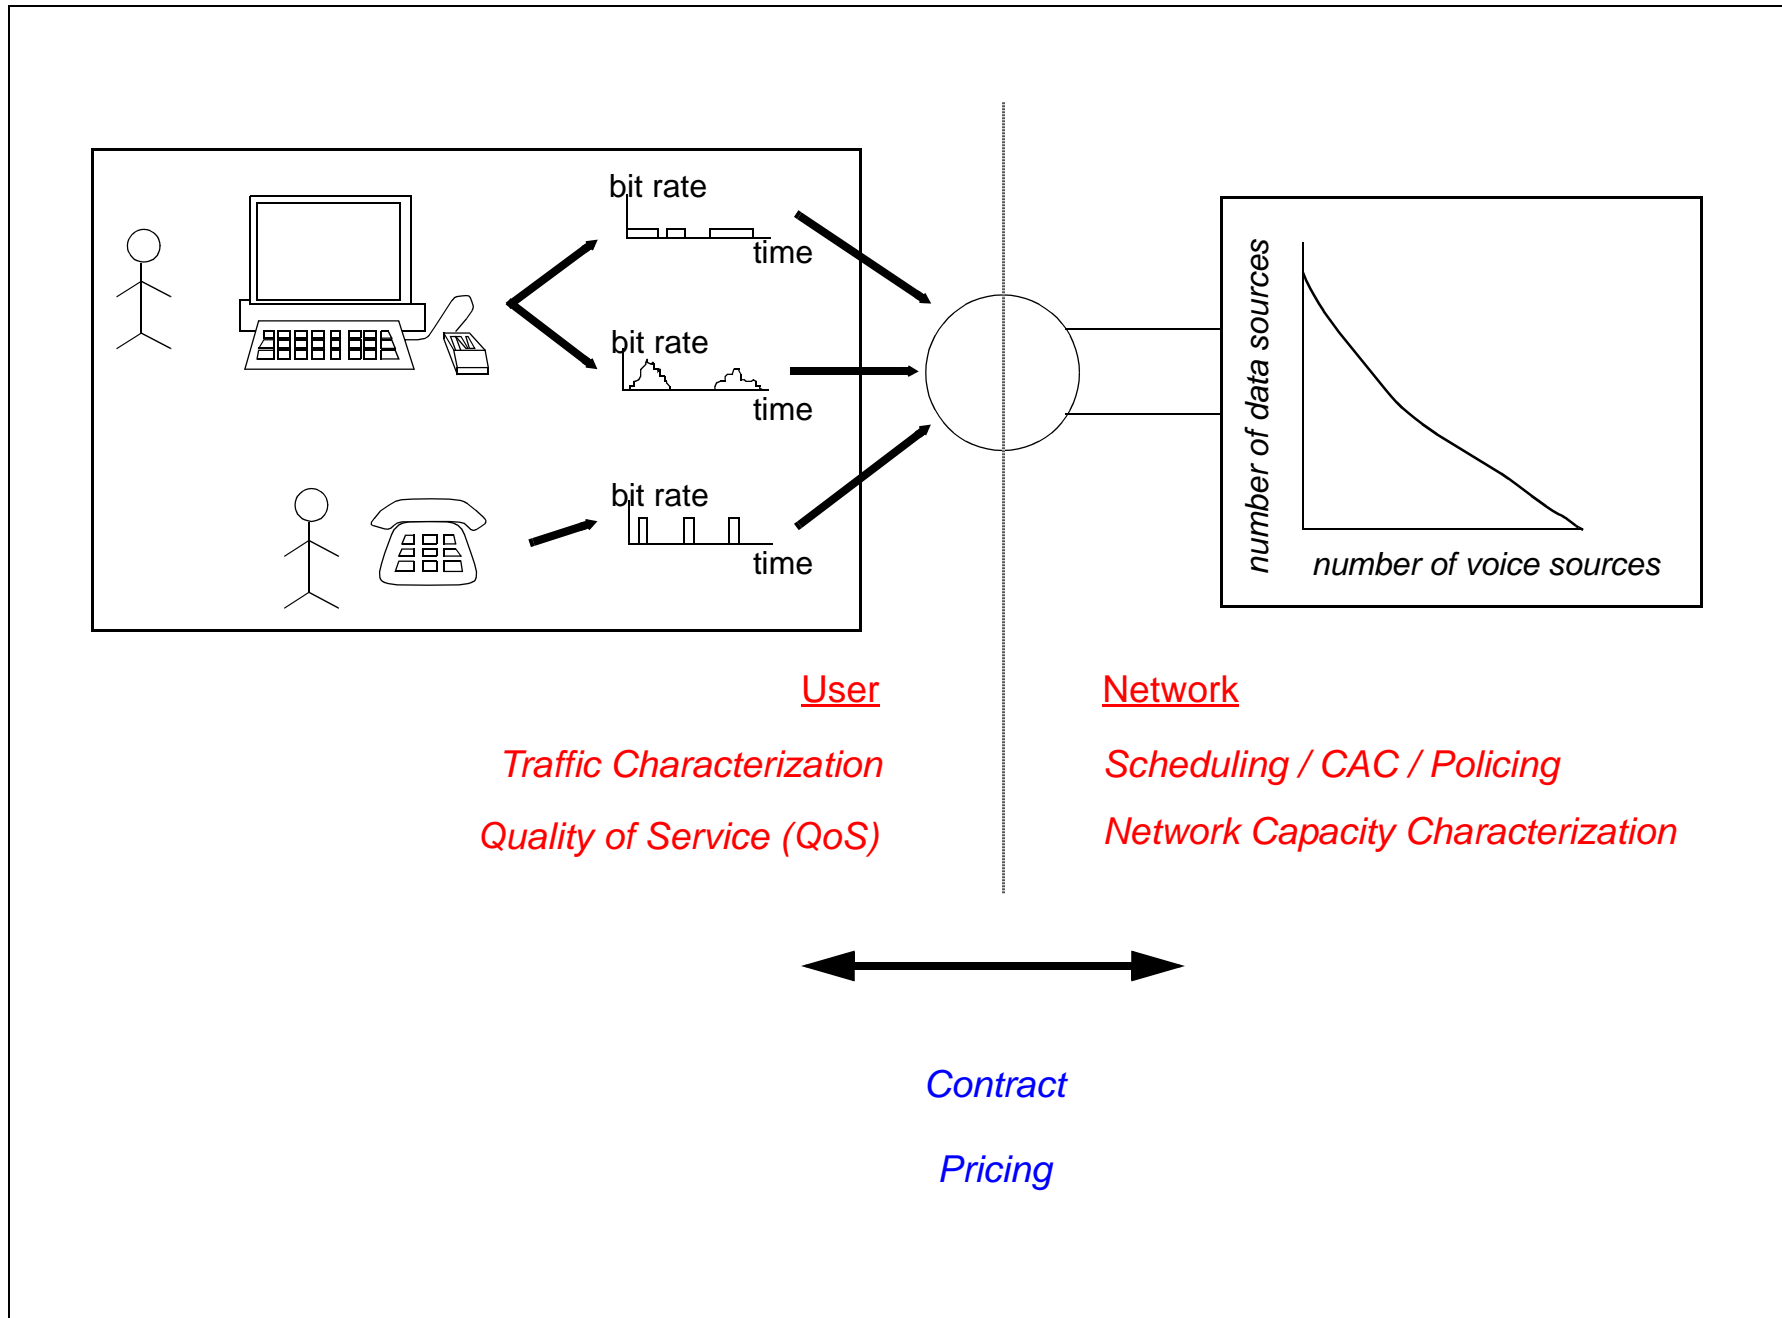 bit rate
time
bit rate
time
bit rate
time
number of data sources
number of voice sources
User
Network
Traffic Characterization
Scheduling / CAC / Policing
Quality of Service (QoS)
Network Capacity Characterization
Contract
Pricing